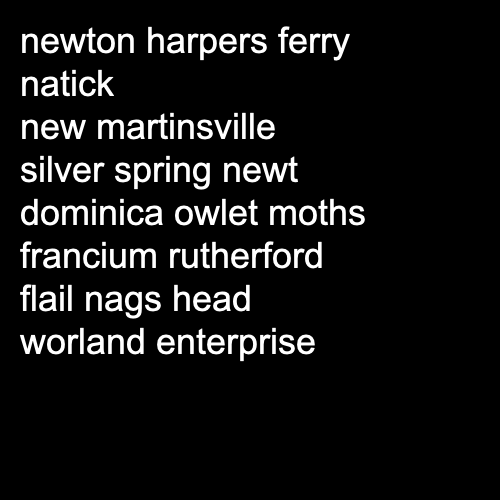 newton harpers ferry
natick
new martinsville
silver spring newt
dominica owlet moths
francium rutherford
flail nags head
worland enterprise